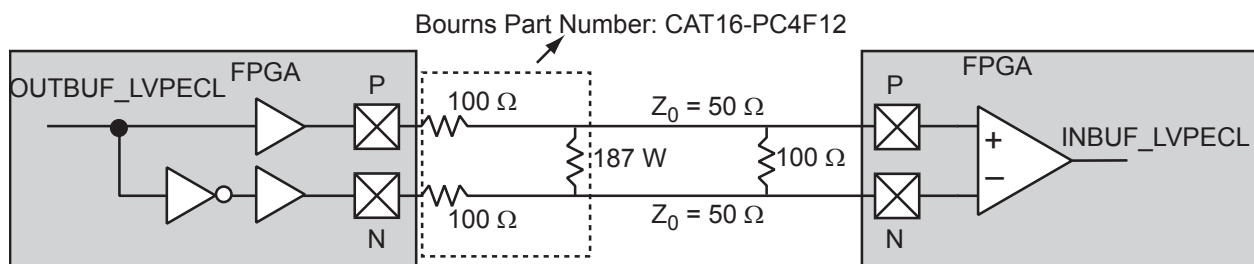 Bourns Part Number: CAT16-PC4F12
OUTBUF_LVPECL
FPGA
P
100 Ω
Z0 = 50 Ω
187 W
100 Ω
FPGA
P
+
−
INBUF_LVPECL
N
100 Ω
Z0 = 50 Ω
N